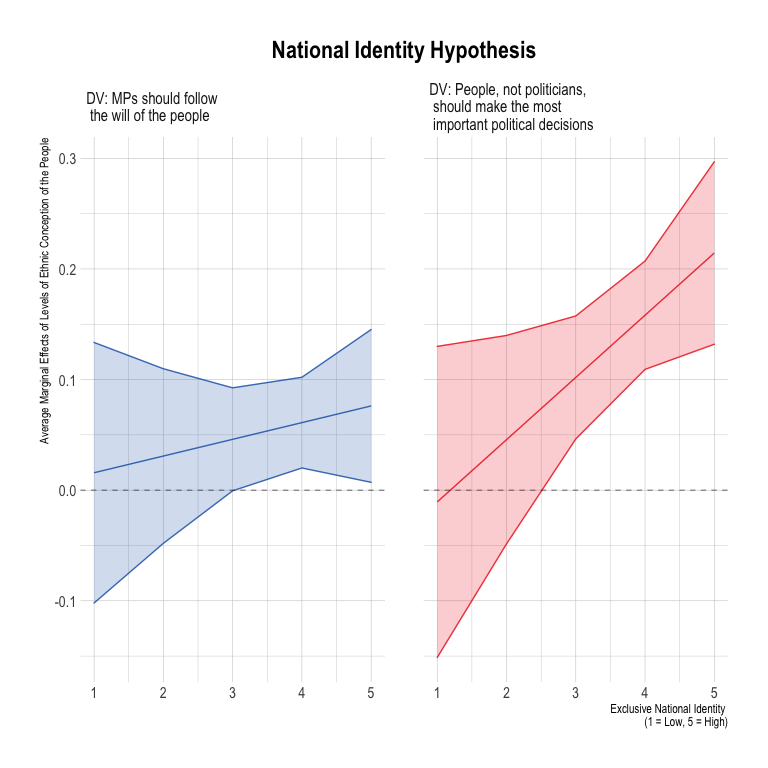 National Identity Hypothesis
DV: MPs should follow
the will of the people
DV: People, not politicians,
should make the most
important political decisions
Average Marginal Effects of Levels of Ethnic Conception of the People
0.3
0.2
0.1
0.0
-0.1
1 2 3 4 5
1 2 3 4 5
Exclusive National Identity
(1 = Low, 5 = High)